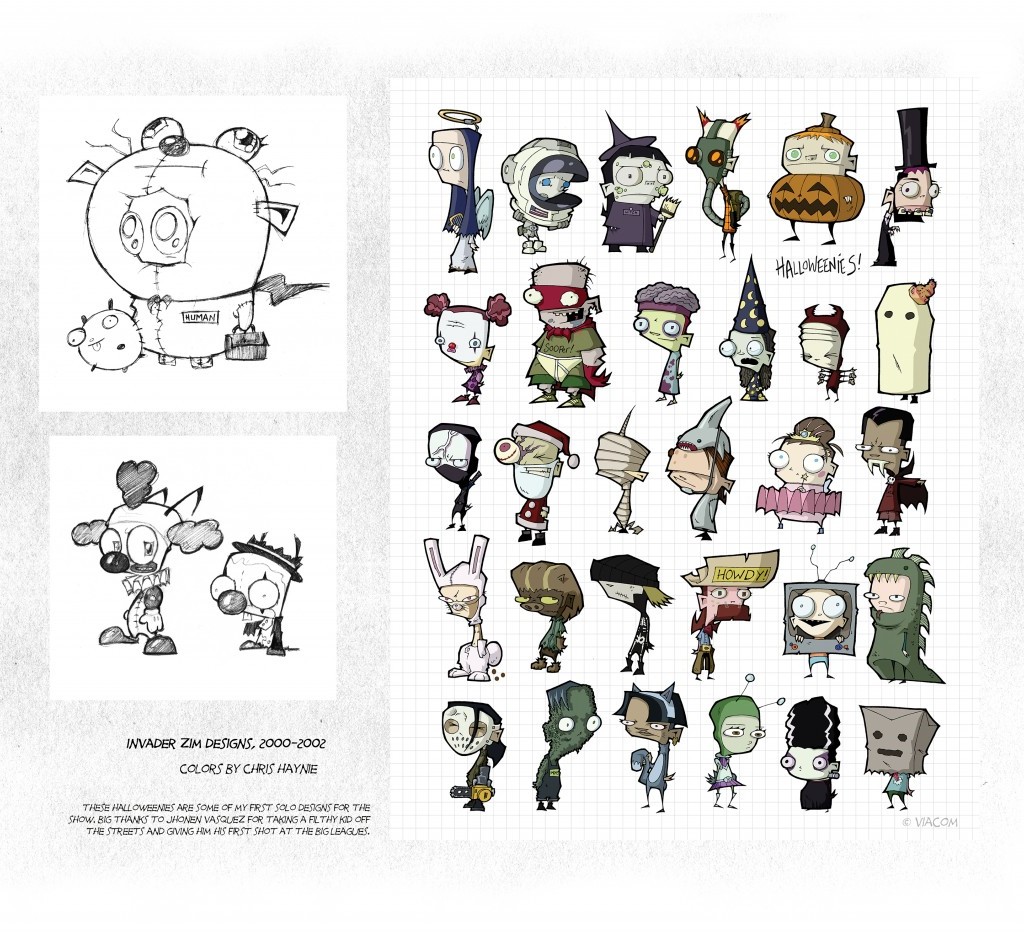 HUMAN
INVADER ZIM DESIGNS, 2000-2002
COLORS BY CHRIS HAYNIE
THESE HALLOWEENIES ARE SOME OF MY FIRST SOLO DESIGNS FOR THE
SHOW. BIG THANKS TO JHONEN VASQUEZ FOR TAKING A FILTHY KID OFF
THE STREETS AND GIVING HIM HIS FIRST SHOT AT THE BIG LEAGUES.
HALLOWEENIES!
SOOPER!
HOWDY!
© VIACOM